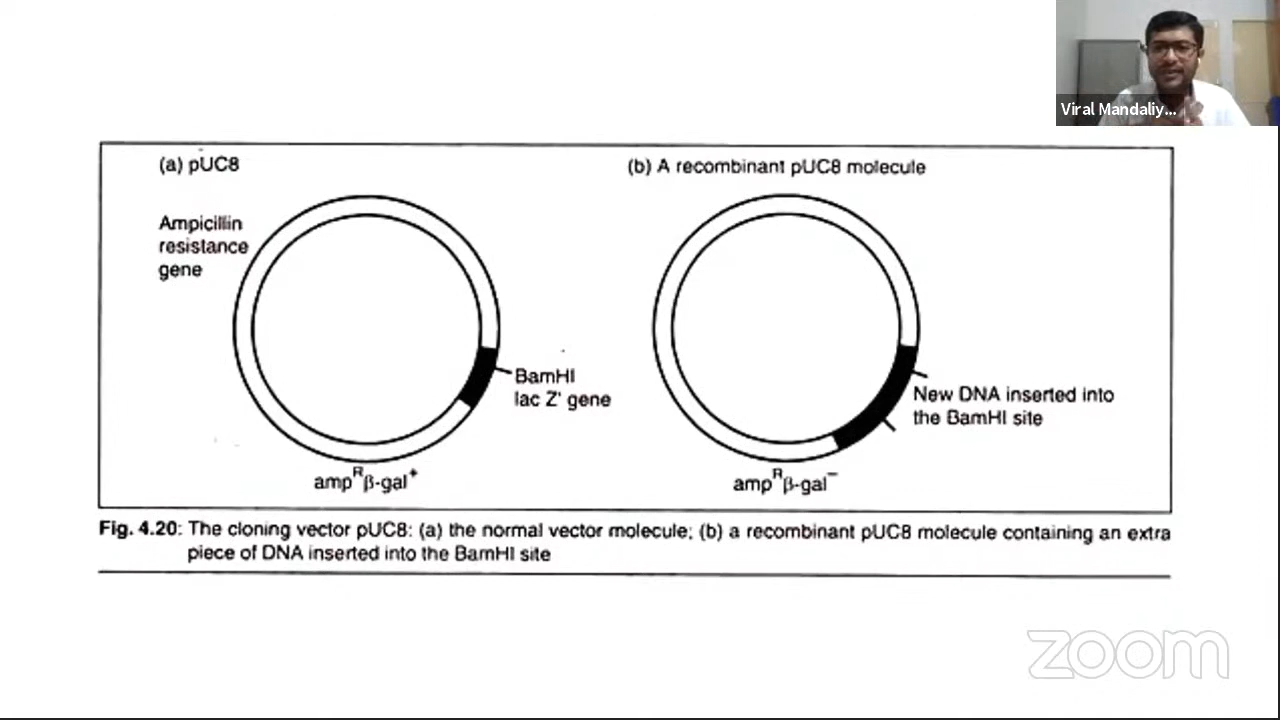 Viral Mandaliy...
(a) pUC8
(b) A recombinant pUC8 molecule
Ampicillin
resistance
gene
BamHI
lac Z' gene
New DNA inserted into
the BamHI site
amp^R β-gal^+
amp^R β-gal^-
Fig. 4.20: The cloning vector pUC8: (a) the normal vector molecule; (b) a recombinant pUC8 molecule containing an extra
piece of DNA inserted into the BamHI site
zoom